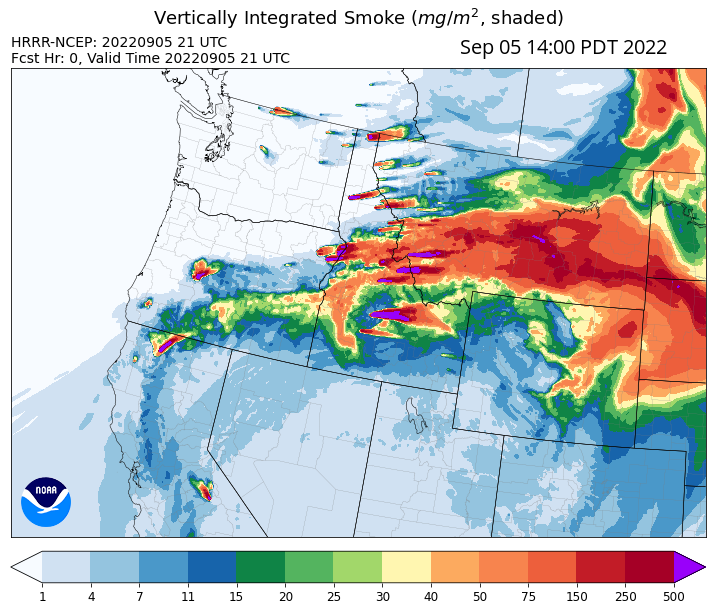 Vertically Integrated Smoke (mg/m², shaded)
HRRR-NCEP: 20220905 21 UTC
Fcst Hr: 0, Valid Time 20220905 21 UTC
Sep 05 14:00 PDT 2022
NOAA
1 4 7 11 15 20 25 30 40 50 75 150 250 500